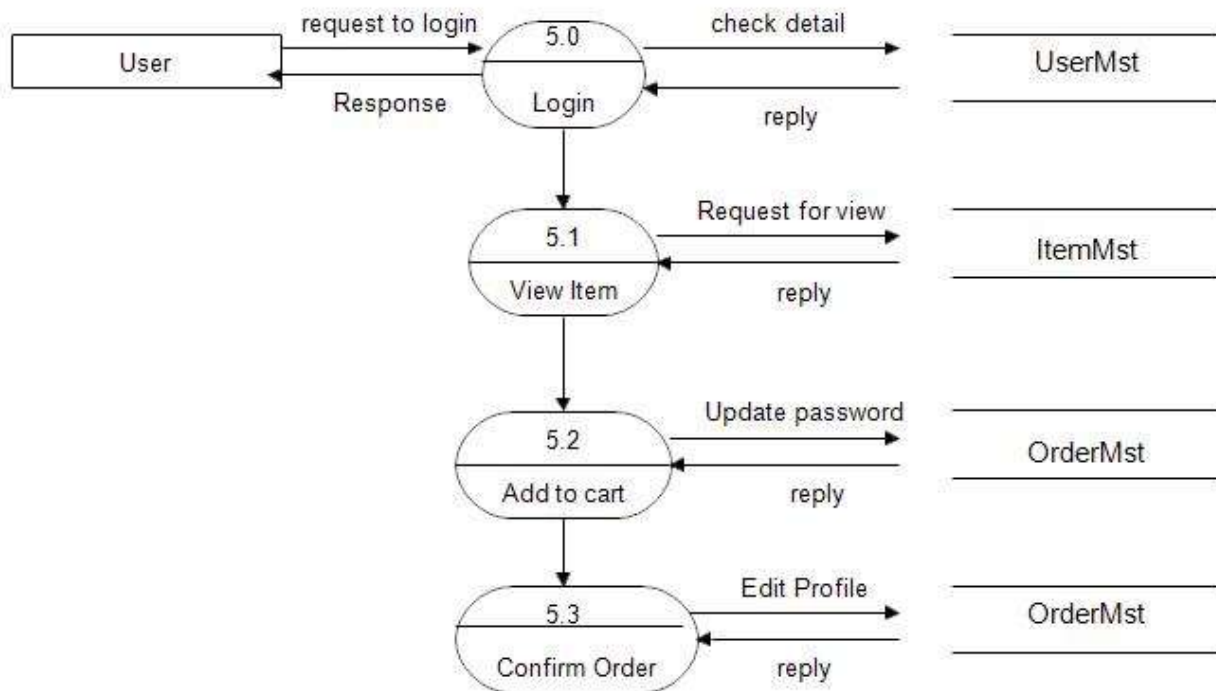 request to login
5.0
check detail
User
UserMst
Response
Login
reply
Request for view
5.1
ItemMst
View Item
reply
Update password
5.2
OrderMst
Add to cart
reply
Edit Profile
5.3
OrderMst
Confirm Order
reply